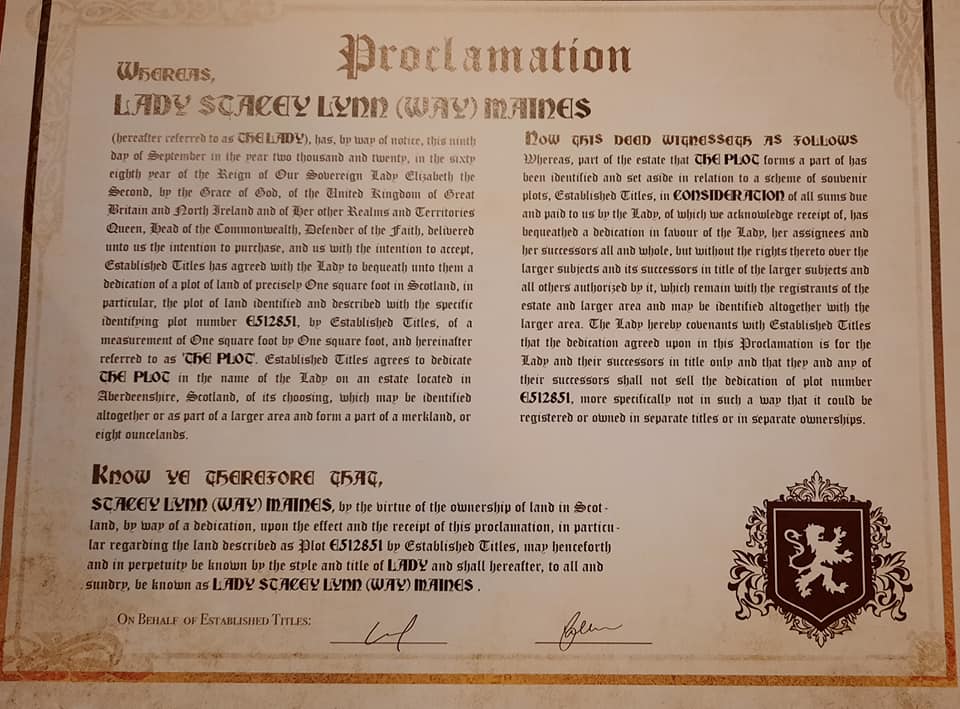 Proclamation
Whereas,
LADY STACEY LYNN (WAY) MAINES
(hereafter referred to as THE LADY), has, by way of notice, this ninth
day of September in the year two thousand and twenty, in the sixty
eighth year of the Reign of Our Sovereign Lady Elizabeth the
Second, by the Grace of God, of the United Kingdom of Great
Britain and North Ireland and of Her other Realms and Territories
Queen, Head of the Commonwealth, Defender of the Faith, delivered
unto us the intention to purchase, and us with the intention to accept,
Established Titles has agreed with the Lady to bequeath unto them a
dedication of a plot of land of precisely One square foot in Scotland, in
particular, the plot of land identified and described with the specific
identifying plot number E512851, by Established Titles, of a
measurement of One square foot by One square foot, and hereinafter
referred to as 'THE PLOT'. Established Titles agrees to dedicate
THE PLOT in the name of the Lady on an estate located in
Aberdeenshire, Scotland, of its choosing, which may be identified
altogether or as part of a larger area and form a part of a merkland, or
eight ouncelands.
Now this deed witnesseth as follows
Whereas, part of the estate that THE PLOT forms a part of has
been identified and set aside in relation to a scheme of souvenir
plots, Established Titles, in CONSIDERATION of all sums due
and paid to us by the Lady, of which we acknowledge receipt of, has
bequeathed a dedication in favour of the Lady, her assignees and
her successors all and whole, but without the rights thereto over the
larger subjects and its successors in title of the larger subjects and
all others authorized by it, which remain with the registrants of the
estate and larger area and may be identified altogether with the
larger area. The Lady hereby covenants with Established Titles
that the dedication agreed upon in this Proclamation is for the
Lady and their successors in title only and that they and any of
their successors shall not sell the dedication of plot number
E512851, more specifically not in such a way that it could be
registered or owned in separate titles or in separate ownerships.
Know ye therefore that,
STACEY LYNN (WAY) MAINES, by the virtue of the ownership of land in Scot-
land, by way of a dedication, upon the effect and the receipt of this proclamation, in particu-
lar regarding the land described as Plot E512851 by Established Titles, may henceforth
and in perpetuity be known by the style and title of LADY and shall hereafter, to all and
sundry, be known as LADY STACEY LYNN (WAY) MAINES .
On Behalf of Established Titles: